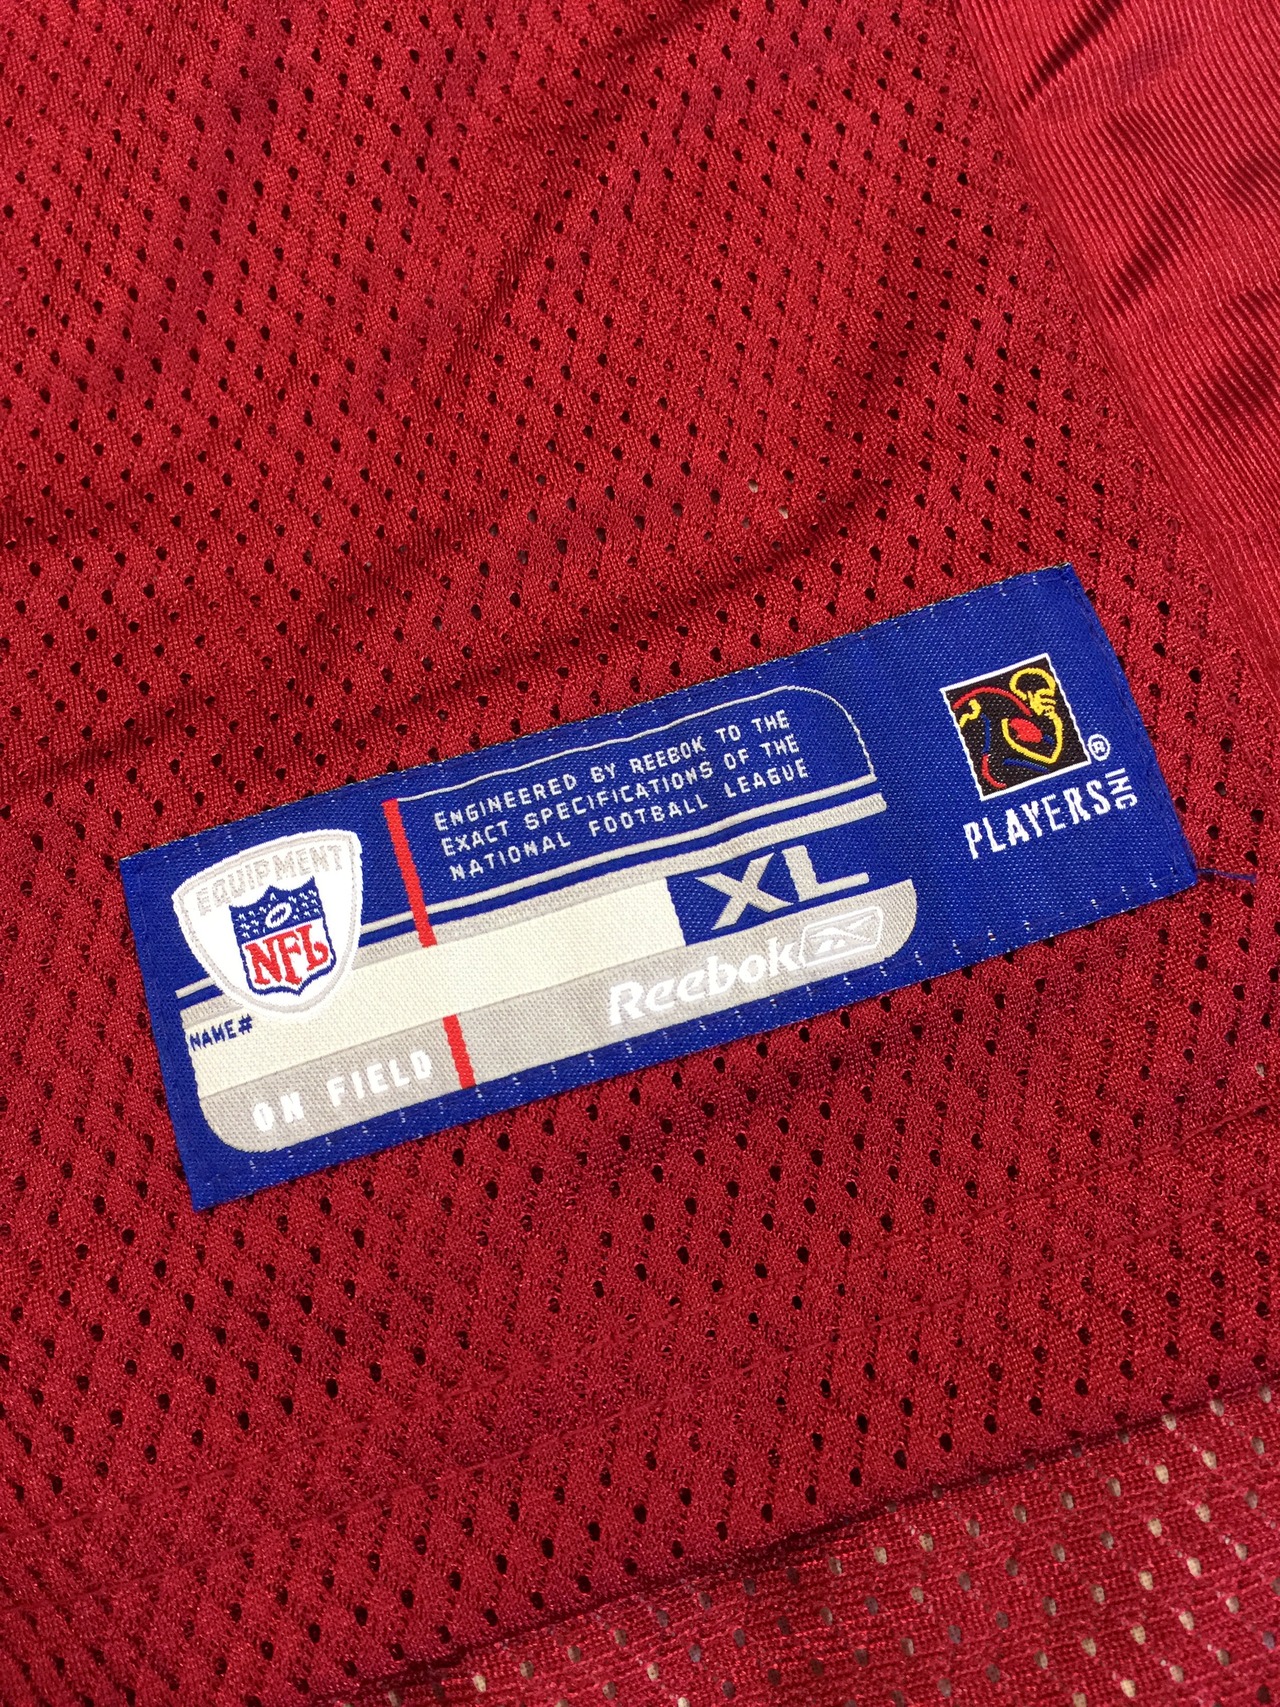 ENGINEERED BY REEBOK TO THE
EXACT SPECIFICATIONS OF THE
NATIONAL FOOTBALL LEAGUE
EQUIPMENT
NFL
XL
Reebok
NAME#
ON FIELD
PLAYERS INC ®